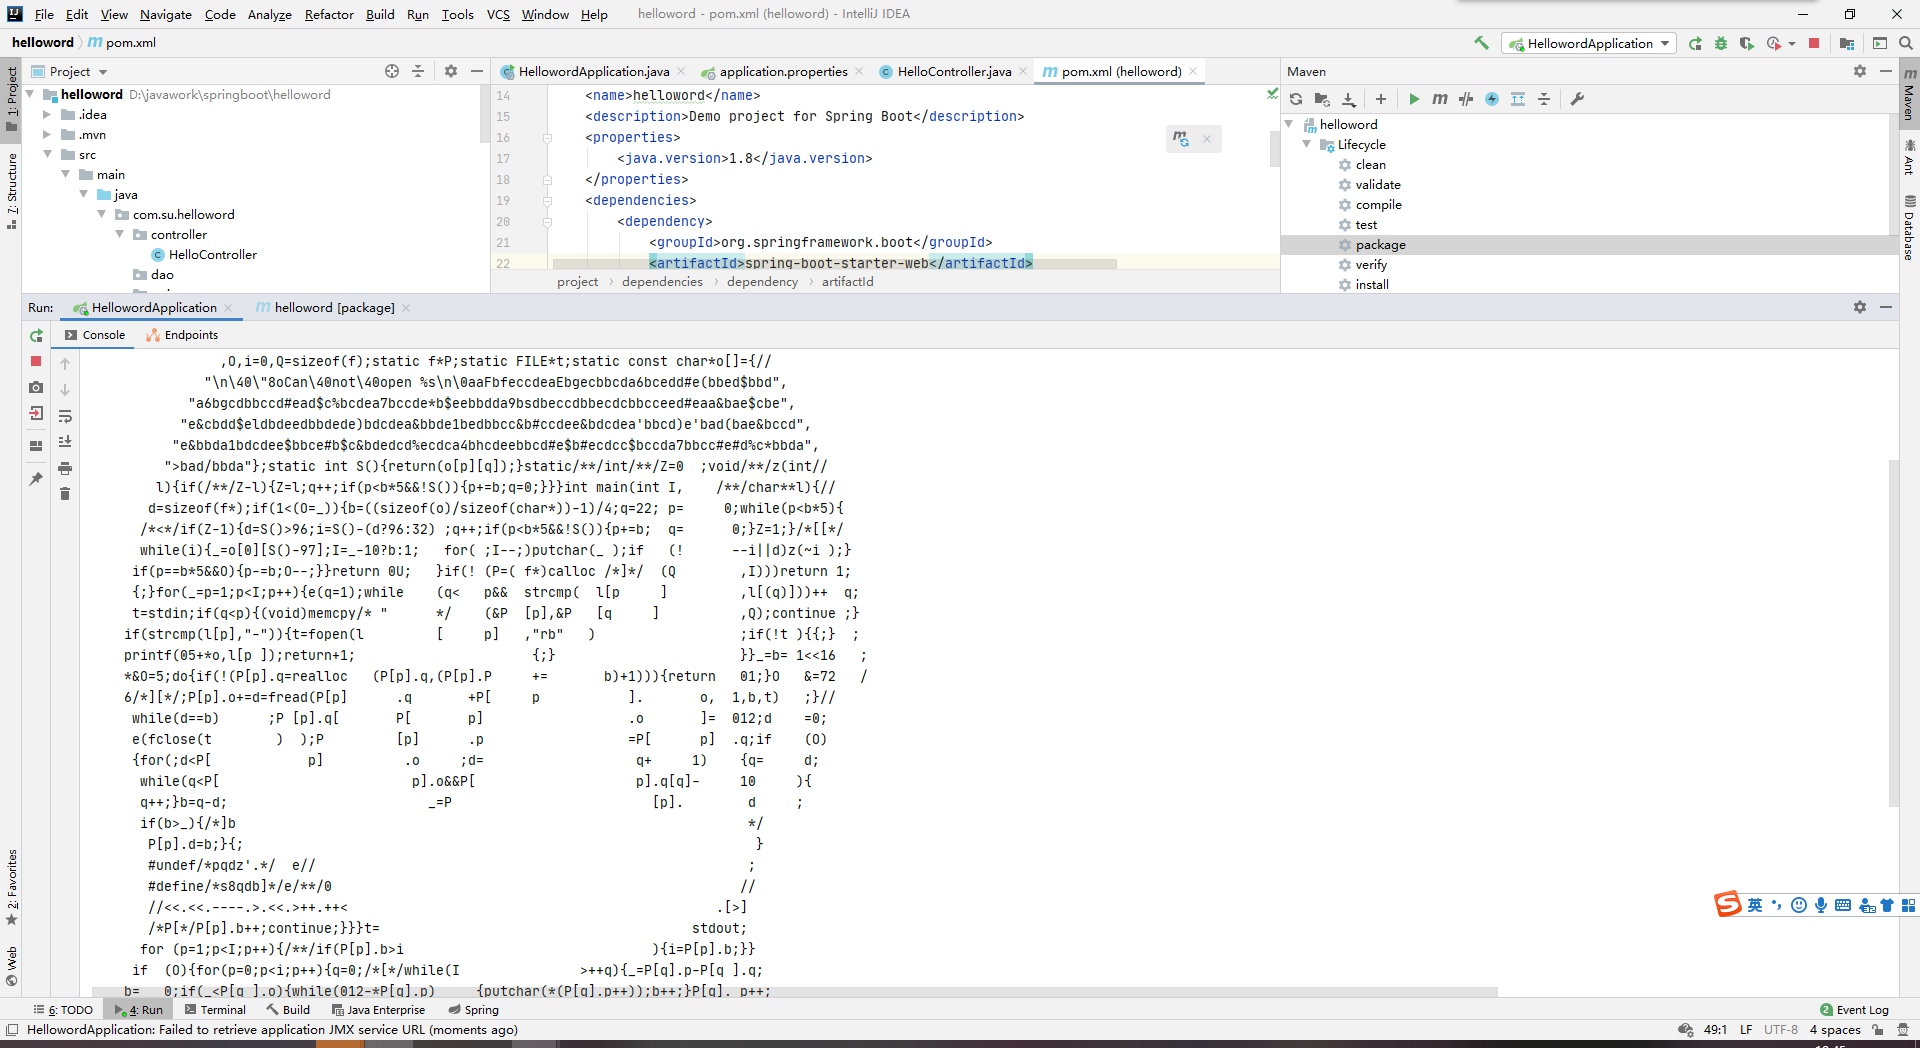 File Edit View Navigate Code Analyze Refactor Build Run Tools VCS Window Help helloword - pom.xml (helloword) - IntelliJ IDEA
helloword pom.xml HellowordApplication
1: Project
Project
HellowordApplication.java application.properties HelloController.java pom.xml (helloword)
Maven
helloword D:\javawork\springboot\helloword
.idea
.mvn
src
main
java
com.su.helloword
controller
HelloController
dao
14 <name>helloword</name>
15 <description>Demo project for Spring Boot</description>
16 <properties>
17 <java.version>1.8</java.version>
18 </properties>
19 <dependencies>
20 <dependency>
21 <groupId>org.springframework.boot</groupId>
22 <artifactId>spring-boot-starter-web</artifactId>
project dependencies dependency artifactId
helloword
Lifecycle
clean
validate
compile
test
package
verify
install
Maven
Ant
Database
7: Structure
Run: HellowordApplication helloword [package]
Console Endpoints
,O,i=0,Q=sizeof(f);static f*P;static FILE*t;static const char*o[]={//
"\n\40\"8oCan\40not\40open %s\n\0aaFbfeccdeaEbgecbbcda6bcedd#e(bbed$bbd",
"a6bgcdbbccd#ead$c%bcdea7bccde*b$eebbdda9bsdbeccdbbecdcbbcceed#eaa&bae$cbe",
"e&cbdd$eldbdeedbbdede)bdcdea&bbde1bedbbcc&b#ccdee&bdcdea'bbcd)e'bad(bae&bccd",
"e&bbda1bdcdee$bbce#b$c&bdedcd%ecdca4bhcdeebbcd#e$b#ecdcc$bccda7bbcc#e#d%c*bbda",
">bad/bbda"};static int S(){return(o[p][q]);}static/**/int/**/Z=0 ;void/**/z(int//
l){if(/**/Z-l){Z=l;q++;if(p<b*5&&!S()){p+=b;q=0;}}}int main(int I, /**/char**l){//
d=sizeof(f*);if(1<(O=_)){b=((sizeof(o)/sizeof(char*))-1)/4;q=22; p= 0;while(p<b*5){
/*<*/if(Z-1){d=S()>96;i=S()-(d?96:32) ;q++;if(p<b*5&&!S()){p+=b; q= 0;}Z=1;}/*[[*/
while(i){_=o[0][S()-97];I=_-10?b:1; for( ;I--;)putchar(_ );if (! --i||d)z(~i );}
if(p==b*5&&O){p-=b;O--;}}return 0U; }if(! (P=( f*)calloc /*]*/ (Q ,I)))return 1;
{;}for(_=p=1;p<I;p++){e(q=1);while (q< p&& strcmp( l[p ] ,l[(q)]))++ q;
t=stdin;if(q<p){(void)memcpy/* " */ (&P [p],&P [q ] ,Q);continue ;}
if(strcmp(l[p],"-")){t=fopen(l [ p] ,"rb" ) ;if(!t ){{;} ;
printf(05+*o,l[p ]);return+1; {;} }}_=b= 1<<16 ;
*&O=5;do{if(!(P[p].q=realloc (P[p].q,(P[p].P += b)+1))){return 01;}O &=72 /
6/*][*/;P[p].o+=d=fread(P[p] .q +P[ p ]. o, 1,b,t) ;}//
while(d==b) ;P [p].q[ P[ p] .o ]= 012;d =0;
e(fclose(t ) );P [p] .p =P[ p] .q;if (O)
{for(;d<P[ p] .o ;d= q+ 1) {q= d;
while(q<P[ p].o&&P[ p].q[q]- 10 ){
q++;}b=q-d; _=P [p]. d ;
if(b>_){/*]b */
P[p].d=b;}{; }
#undef/*pqdz'.*/ e// ;
#define/*s8qdb]*/e/**/0 //
//<<.<<.----.>.<<.>++.++< .[>]
/*P[*/P[p].b++;continue;}}}t= stdout;
for (p=1;p<I;p++){/**/if(P[p].b>i ){i=P[p].b;}}
if (O){for(p=0;p<i;p++){q=0;/*[*/while(I >++q){_=P[q].p-P[q ].q;
b= 0;if(_<P[q ].o){while(012-*P[q].p) {putchar(*(P[q].p++));b++;}P[q]. p++;
2: Favorites
Web
英
6: TODO 4: Run Terminal Build Java Enterprise Spring 2 Event Log
HellowordApplication: Failed to retrieve application JMX service URL (moments ago) 49:1 LF UTF-8 4 spaces